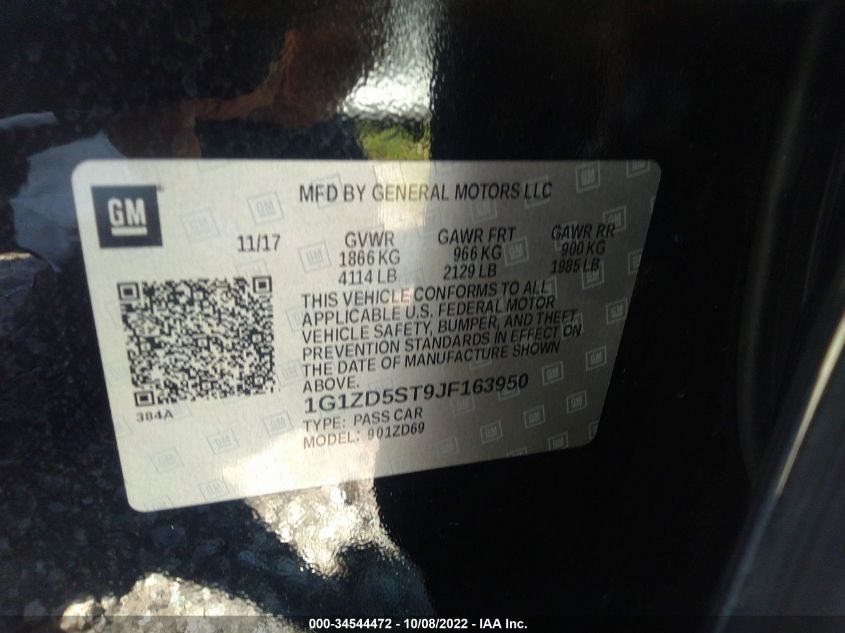 GM
MFD BY GENERAL MOTORS LLC
11/17 GVWR GAWR FRT GAWR RR
1866 KG 966 KG 900 KG
4114 LB 2129 LB 1985 LB
THIS VEHICLE CONFORMS TO ALL
APPLICABLE U.S. FEDERAL MOTOR
VEHICLE SAFETY, BUMPER, AND THEFT
PREVENTION STANDARDS IN EFFECT ON
THE DATE OF MANUFACTURE SHOWN
ABOVE.
384A
1G1ZD5ST9JF163950
TYPE: PASS CAR
MODEL: 901ZD69
000-34544472 - 10/08/2022 - IAA Inc.